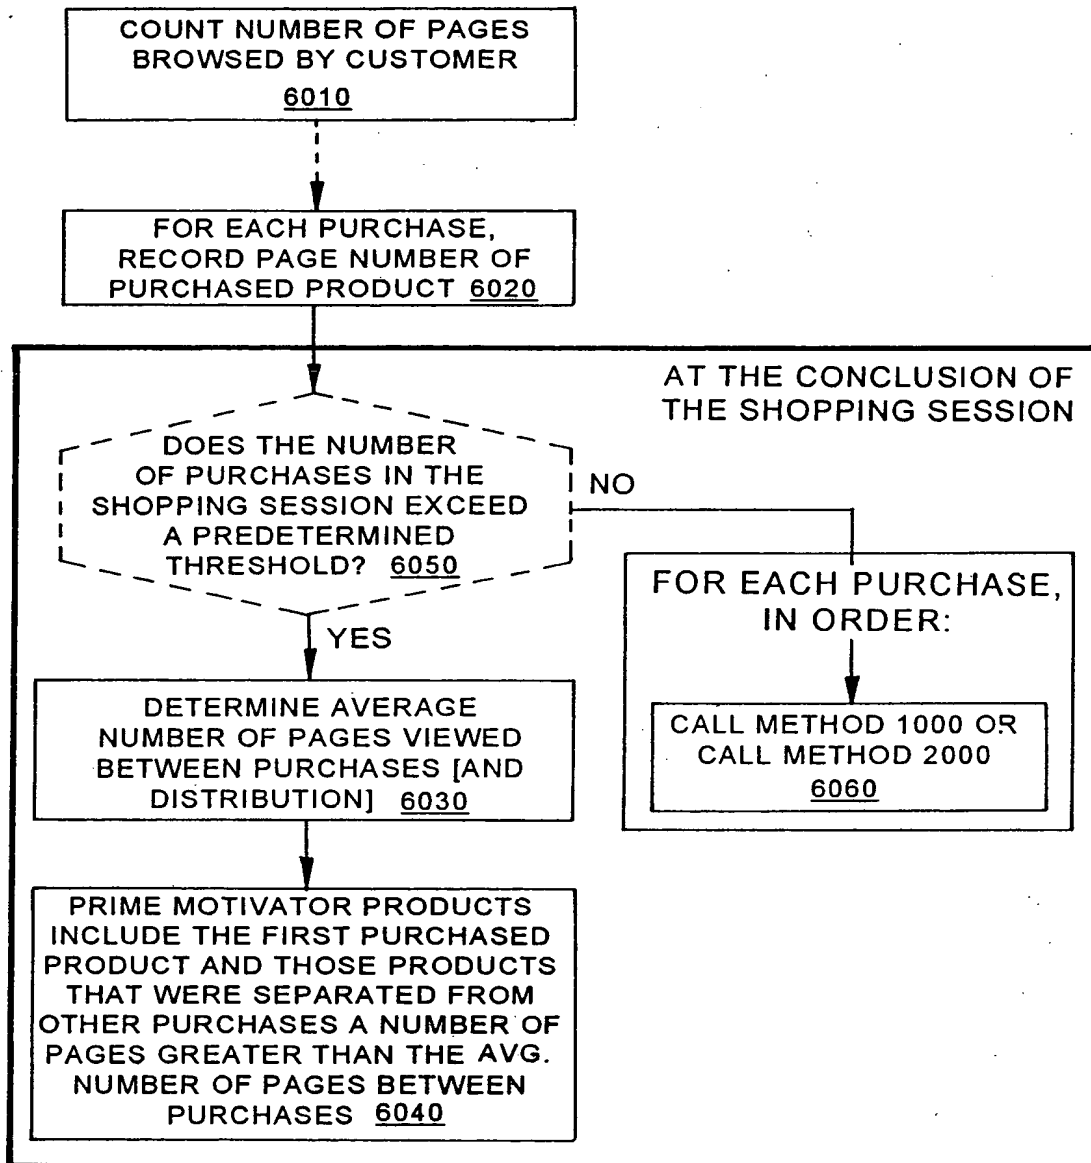 COUNT NUMBER OF PAGES
BROWSED BY CUSTOMER
6010
FOR EACH PURCHASE,
RECORD PAGE NUMBER OF
PURCHASED PRODUCT 6020
AT THE CONCLUSION OF
THE SHOPPING SESSION
DOES THE NUMBER
OF PURCHASES IN THE
SHOPPING SESSION EXCEED
A PREDETERMINED
THRESHOLD? 6050
NO
YES
FOR EACH PURCHASE,
IN ORDER:
CALL METHOD 1000 OR
CALL METHOD 2000
6060
DETERMINE AVERAGE
NUMBER OF PAGES VIEWED
BETWEEN PURCHASES [AND
DISTRIBUTION] 6030
PRIME MOTIVATOR PRODUCTS
INCLUDE THE FIRST PURCHASED
PRODUCT AND THOSE PRODUCTS
THAT WERE SEPARATED FROM
OTHER PURCHASES A NUMBER OF
PAGES GREATER THAN THE AVG.
NUMBER OF PAGES BETWEEN
PURCHASES 6040